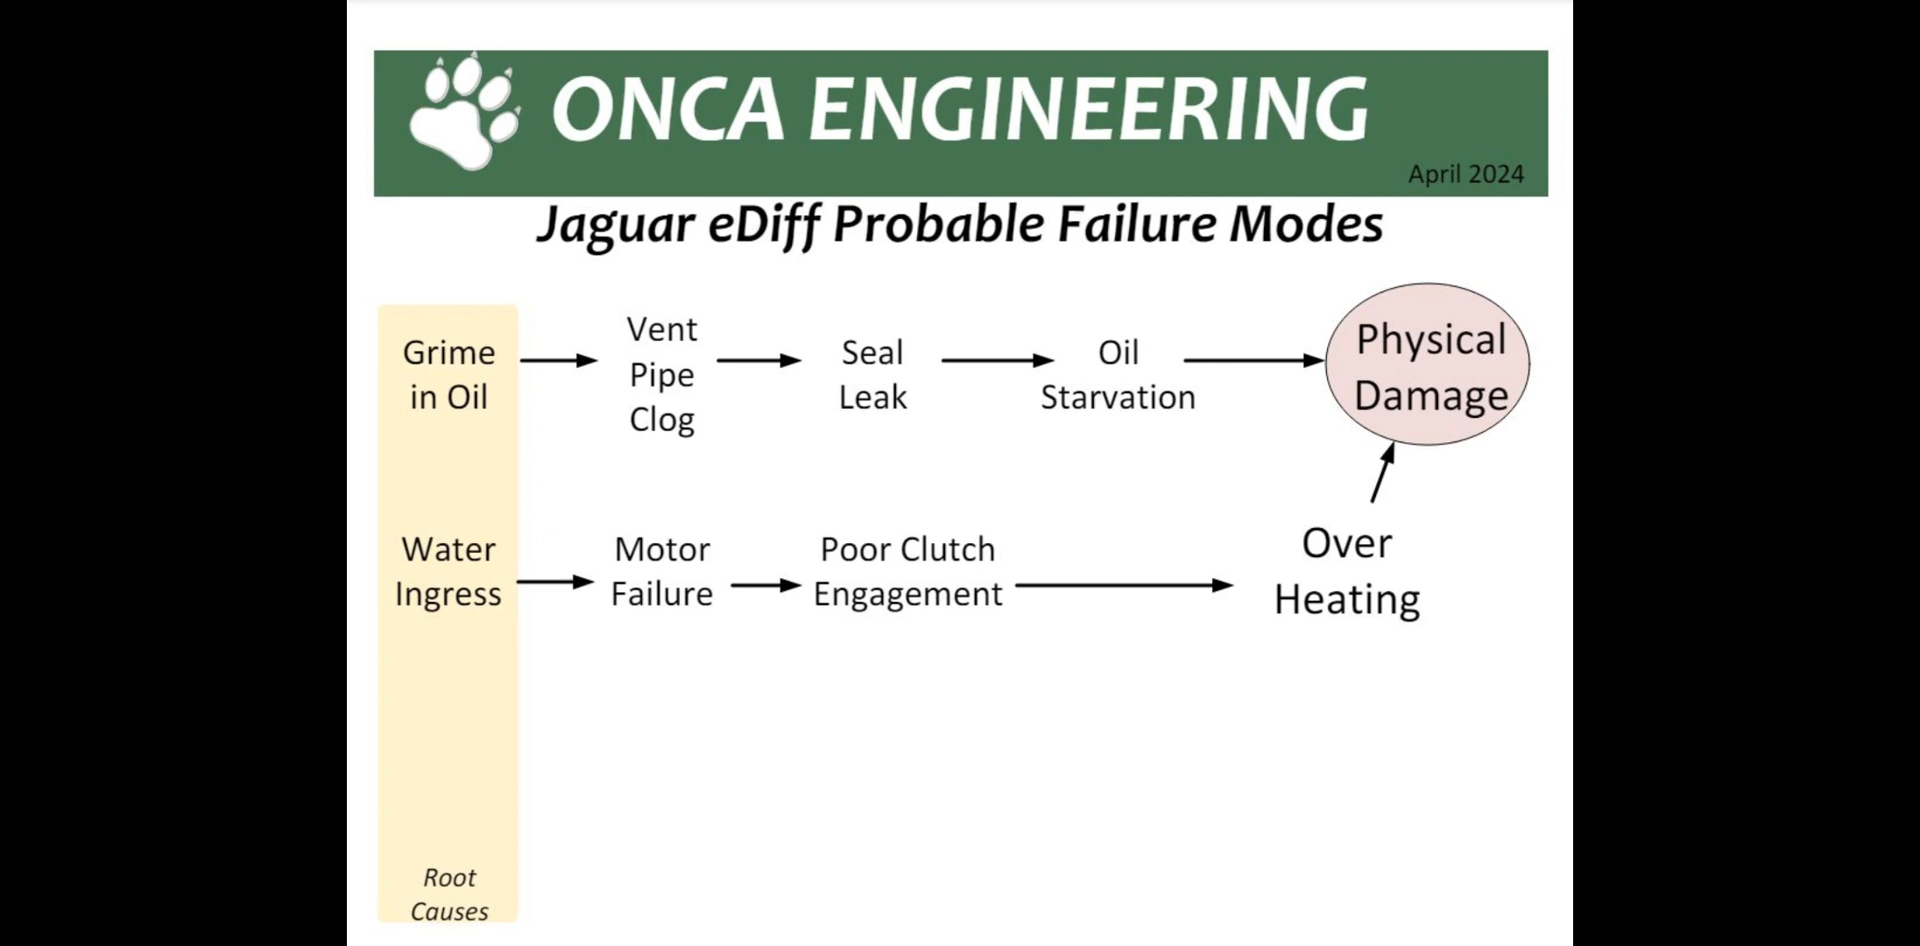 ONCA ENGINEERING
April 2024
Jaguar eDiff Probable Failure Modes
Grime
in Oil
Vent
Pipe
Clog
Seal
Leak
Oil
Starvation
Physical
Damage
Water
Ingress
Motor
Failure
Poor Clutch
Engagement
Over
Heating
Root
Causes